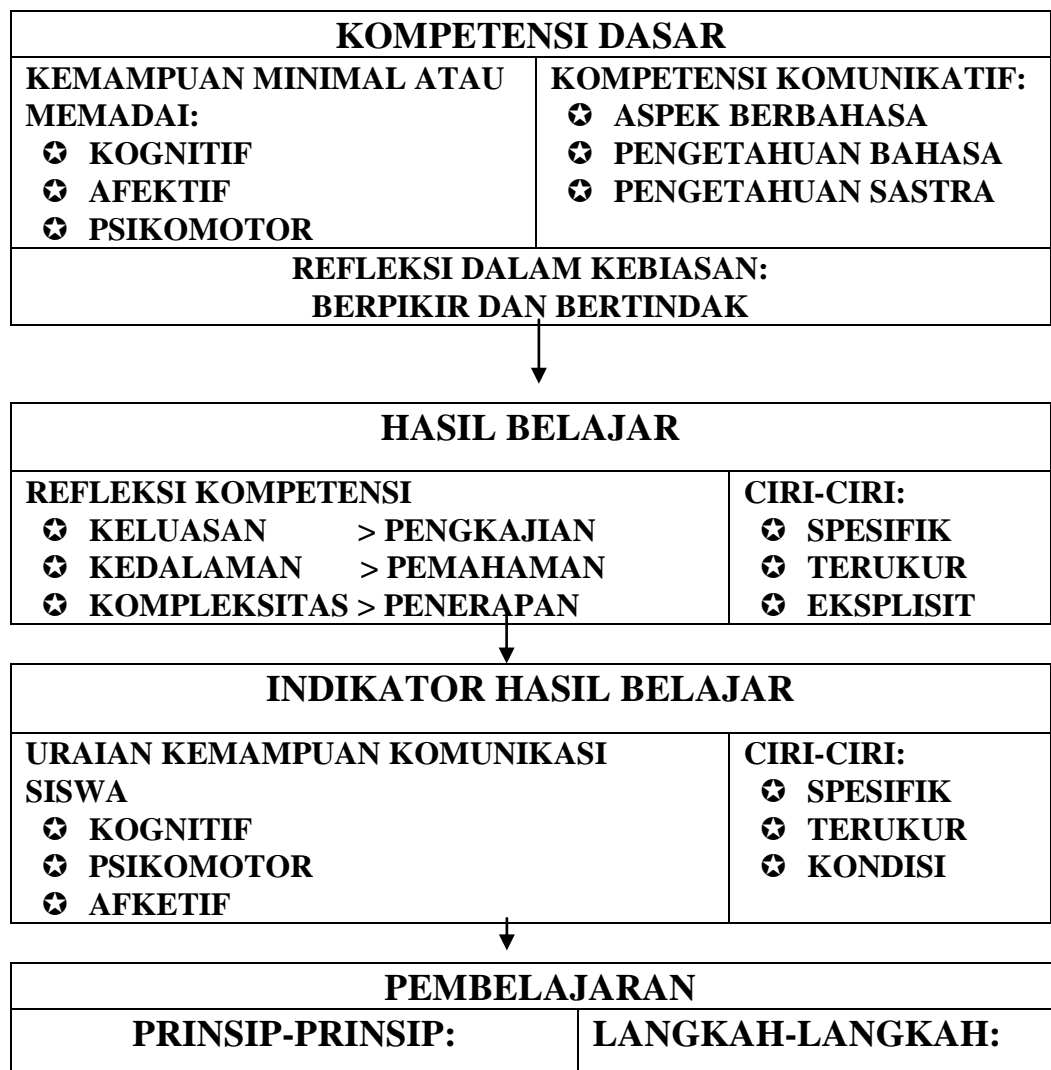 KOMPETENSI DASAR
KEMAMPUAN MINIMAL ATAU
MEMADAI:
✪ KOGNITIF
✪ AFEKTIF
✪ PSIKOMOTOR
KOMPETENSI KOMUNIKATIF:
✪ ASPEK BERBAHASA
✪ PENGETAHUAN BAHASA
✪ PENGETAHUAN SASTRA
REFLEKSI DALAM KEBIASAN:
BERPIKIR DAN BERTINDAK
HASIL BELAJAR
REFLEKSI KOMPETENSI
✪ KELUASAN > PENGKAJIAN
✪ KEDALAMAN > PEMAHAMAN
✪ KOMPLEKSITAS > PENERAPAN
CIRI-CIRI:
✪ SPESIFIK
✪ TERUKUR
✪ EKSPLISIT
INDIKATOR HASIL BELAJAR
URAIAN KEMAMPUAN KOMUNIKASI
SISWA
✪ KOGNITIF
✪ PSIKOMOTOR
✪ AFKETIF
CIRI-CIRI:
✪ SPESIFIK
✪ TERUKUR
✪ KONDISI
PEMBELAJARAN
PRINSIP-PRINSIP:
LANGKAH-LANGKAH: